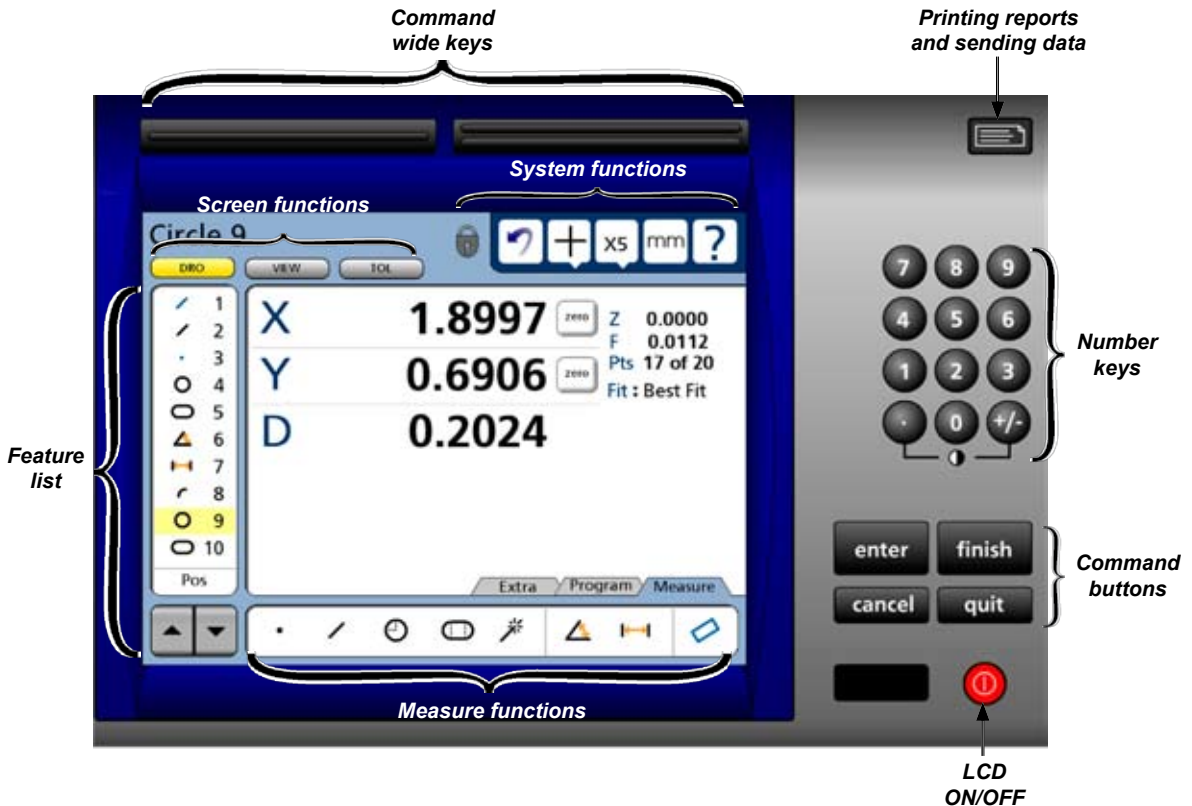 Command
wide keys
Printing reports
and sending data
System functions
Screen functions
Circle 9
X5
mm
?
DRO
VIEW
TOL
1
2
3
4
5
6
7
8
9
10
Pos
X 1.8997 zero
Y 0.6906 zero
D 0.2024
Z 0.0000
F 0.0112
Pts 17 of 20
Fit : Best Fit
Extra Program Measure
Feature
list
Measure functions
7 8 9
4 5 6
1 2 3
. 0 +/-
Number
keys
enter finish
cancel quit
Command
buttons
LCD
ON/OFF